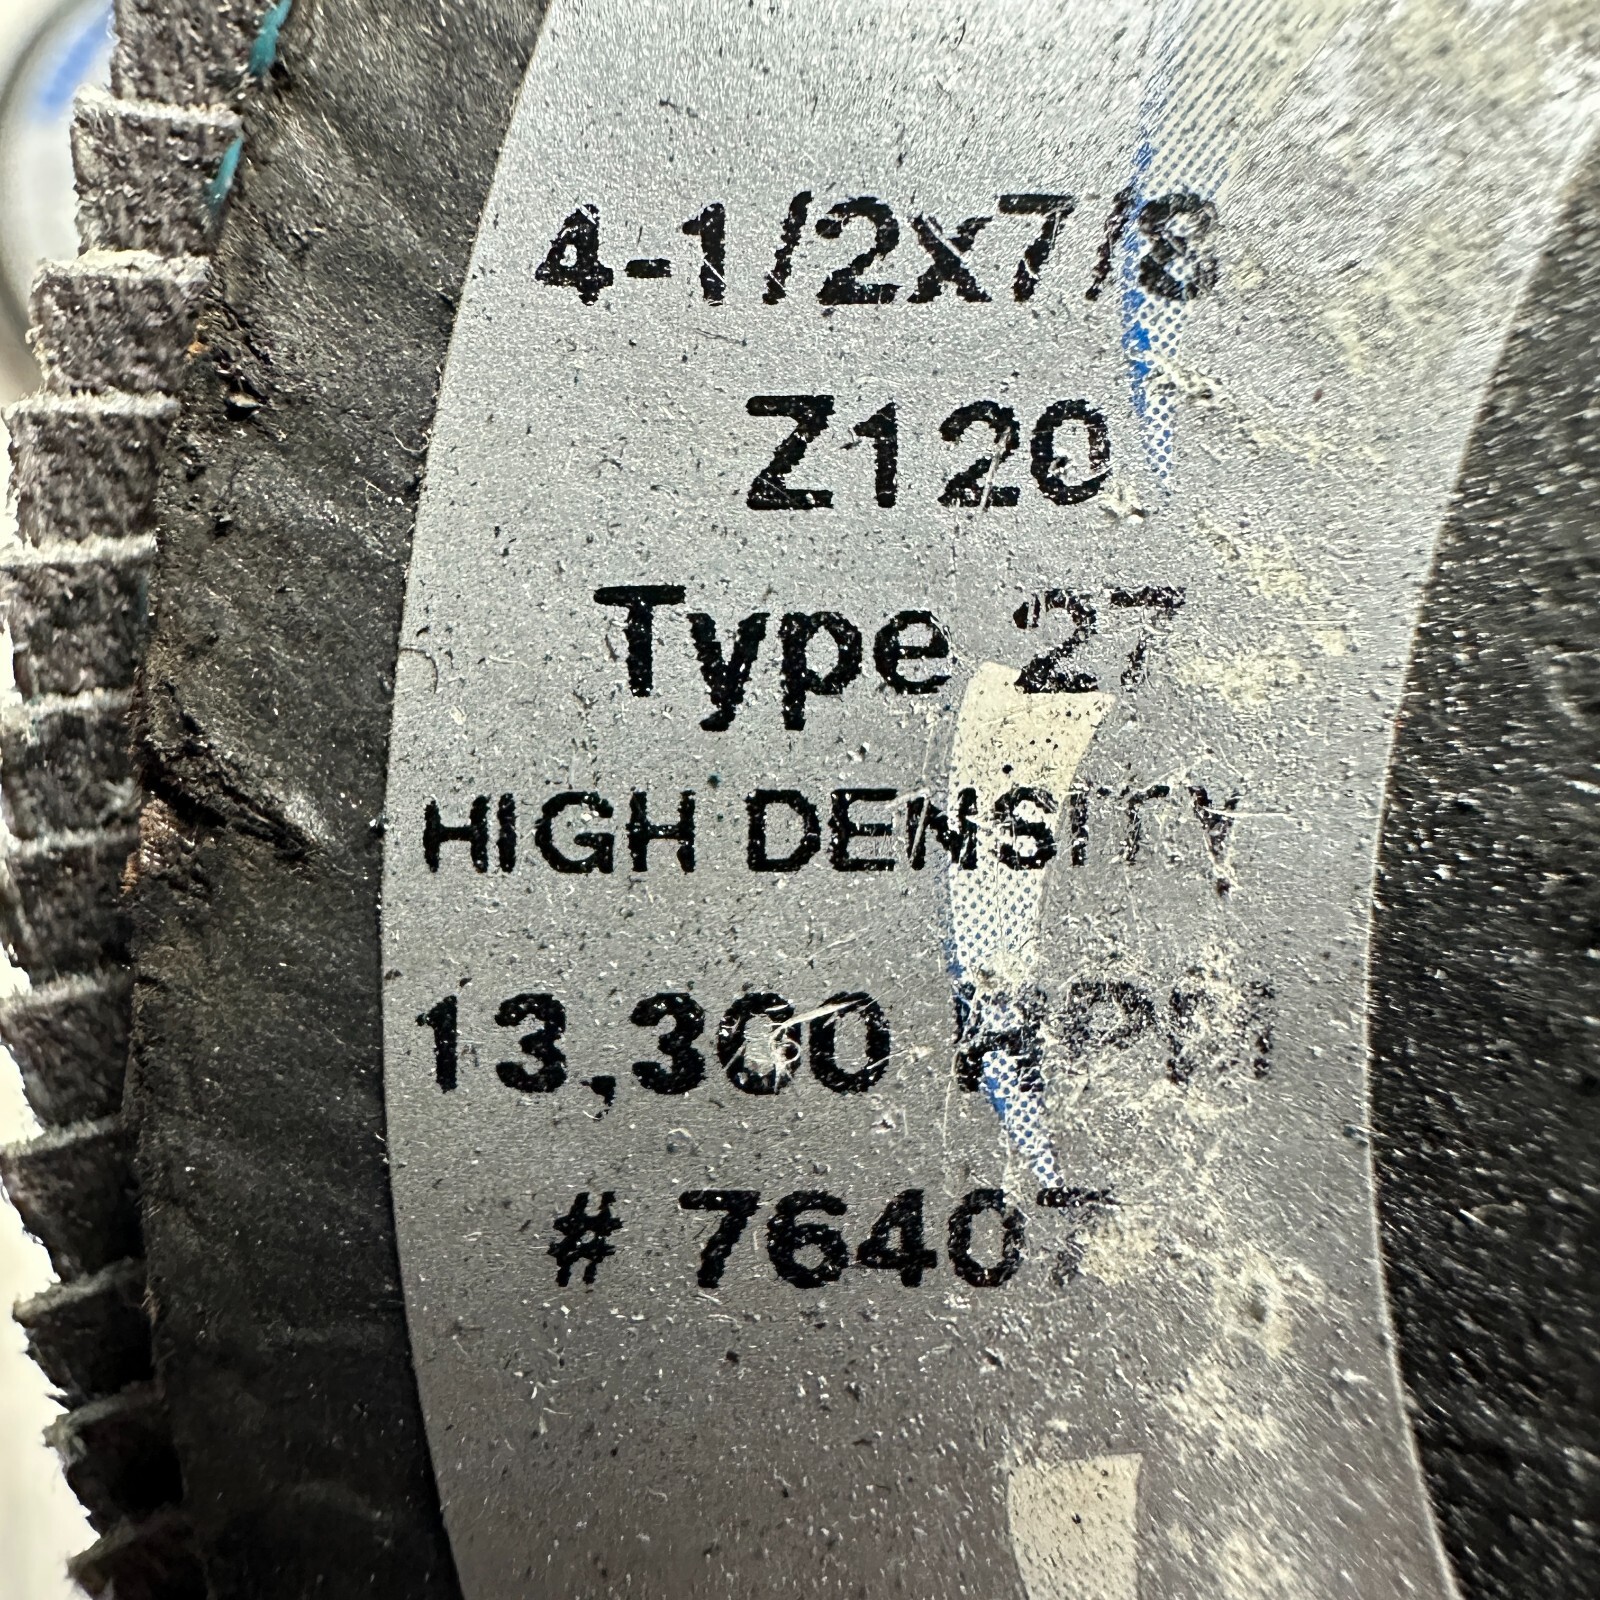 4-1/2x7/8
Z120
Type 27
HIGH DENSITY
13,300 RPM
# 76407